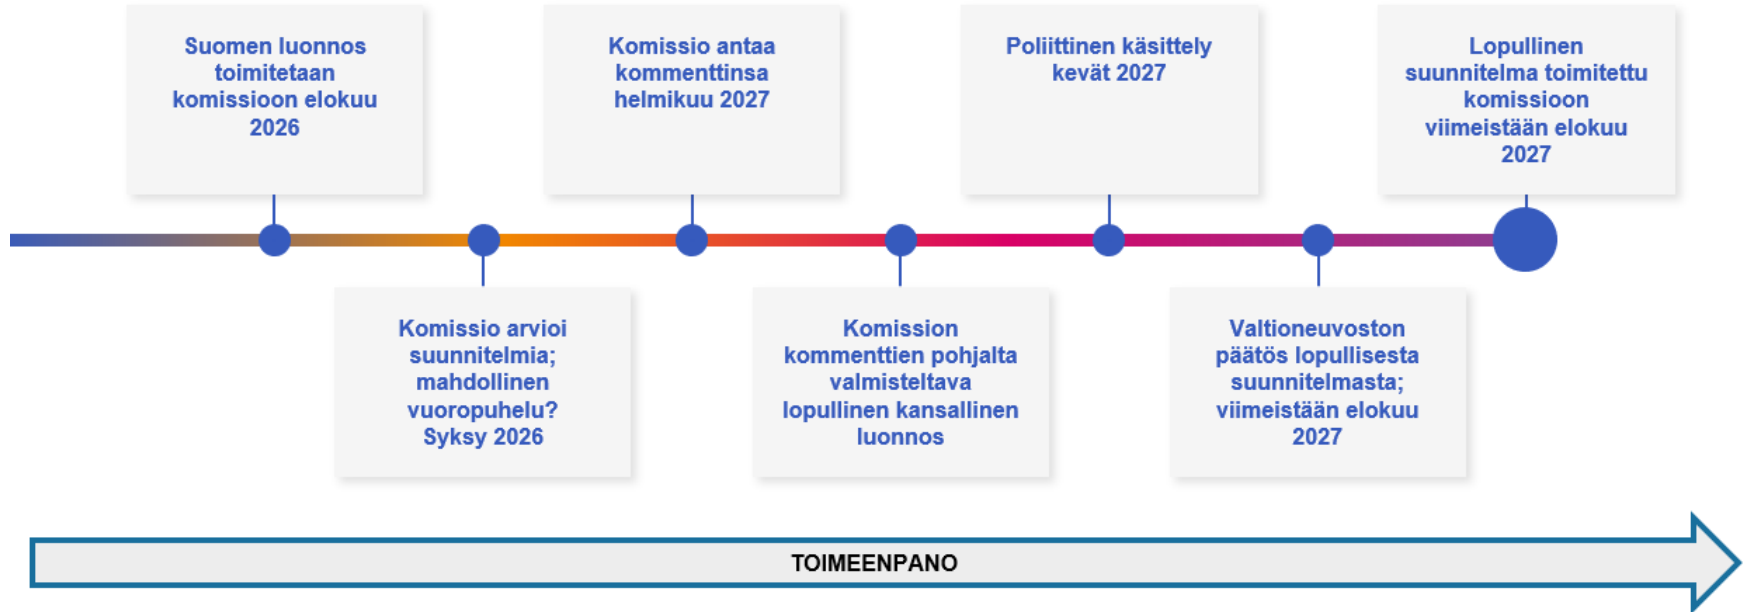 Suomen luonnos
toimitetaan
komissioon elokuu
2026
Komissio arvioi
suunnitelmia;
mahdollinen
vuoropuhelu?
Syksy 2026
Komissio antaa
kommenttinsa
helmikuu 2027
Komission
kommenttien pohjalta
valmisteltava
lopullinen kansallinen
luonnos
Poliittinen käsittely
kevät 2027
Valtioneuvoston
päätös lopullisesta
suunnitelmasta;
viimeistään elokuu
2027
Lopullinen
suunnitelma toimitettu
komissioon
viimeistään elokuu
2027
TOIMEENPANO